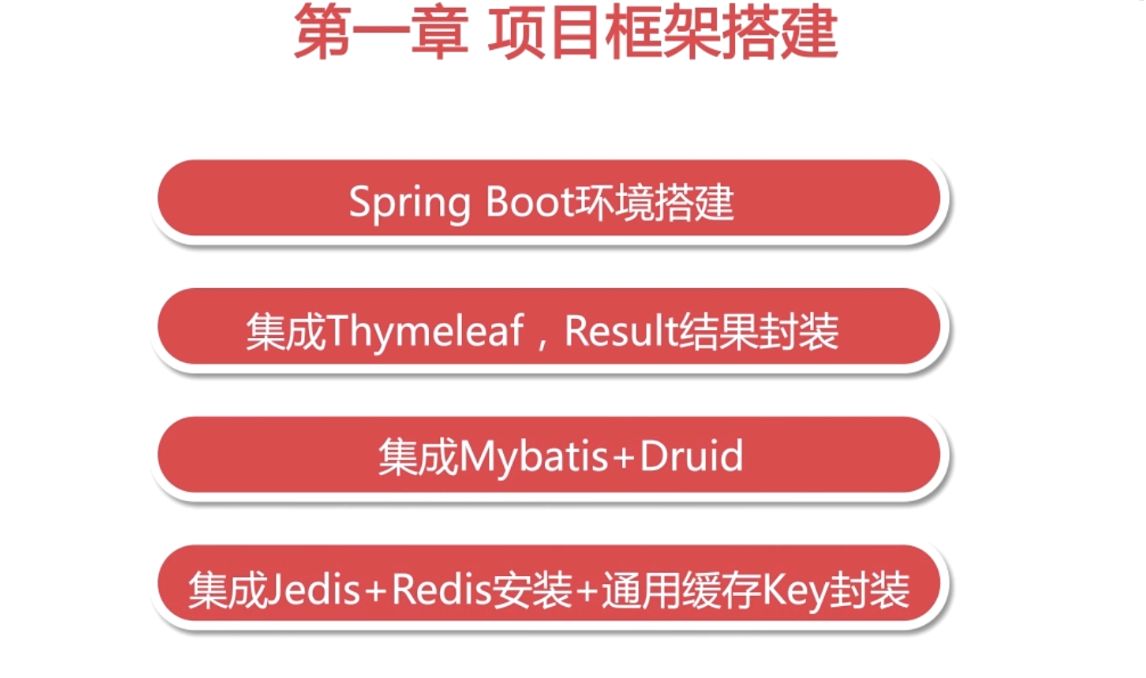 第一章 项目框架搭建
Spring Boot环境搭建
集成Thymeleaf，Result结果封装
集成Mybatis+Druid
集成Jedis+Redis安装+通用缓存Key封装